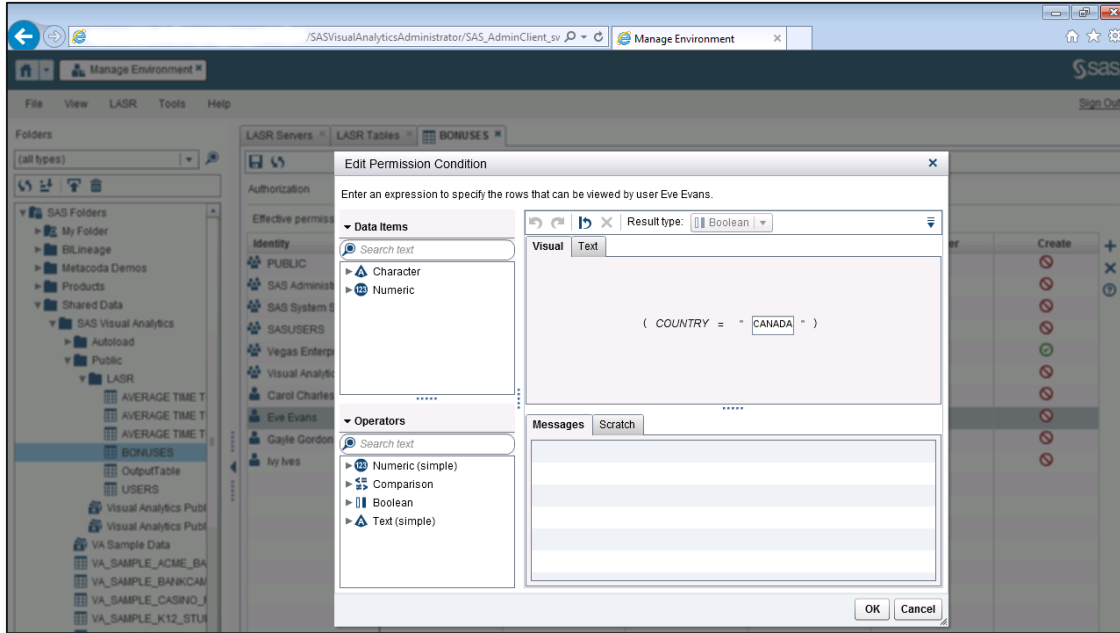 /SASVisualAnalyticsAdministrator/SAS_AdminClient_sv
Manage Environment
Manage Environment
sas
File View LASR Tools Help
Sign Out
Folders
LASR Servers LASR Tables BONUSES
(all types)
Edit Permission Condition
Authorization
Enter an expression to specify the rows that can be viewed by user Eve Evans.
SAS Folders
Effective
Data Items
Result type: Boolean
My Folder
Identity
Search text
Visual Text
Create
BILineage
PUBLIC
Character
Metacoda Demos
SAS
Numeric
Products
SAS System
Shared Data
SASUSERS
( COUNTRY = " CANADA " )
SAS Visual Analytics
Vegas
Autoload
Visual
Public
Carol Charles
LASR
Eve Evans
Operators
Messages Scratch
AVERAGE TIME
Gayle Gordon
Search text
AVERAGE TIME
Ivy Ives
Numeric (simple)
AVERAGE TIME
Comparison
BONUSES
Boolean
OutputTable
Text (simple)
USERS
Visual Analytics
Visual Analytics
VA Sample Data
VA_SAMPLE_ACME_BA
VA_SAMPLE_BANKCAM
VA_SAMPLE_CASINO_
VA_SAMPLE_K12_STU
OK Cancel